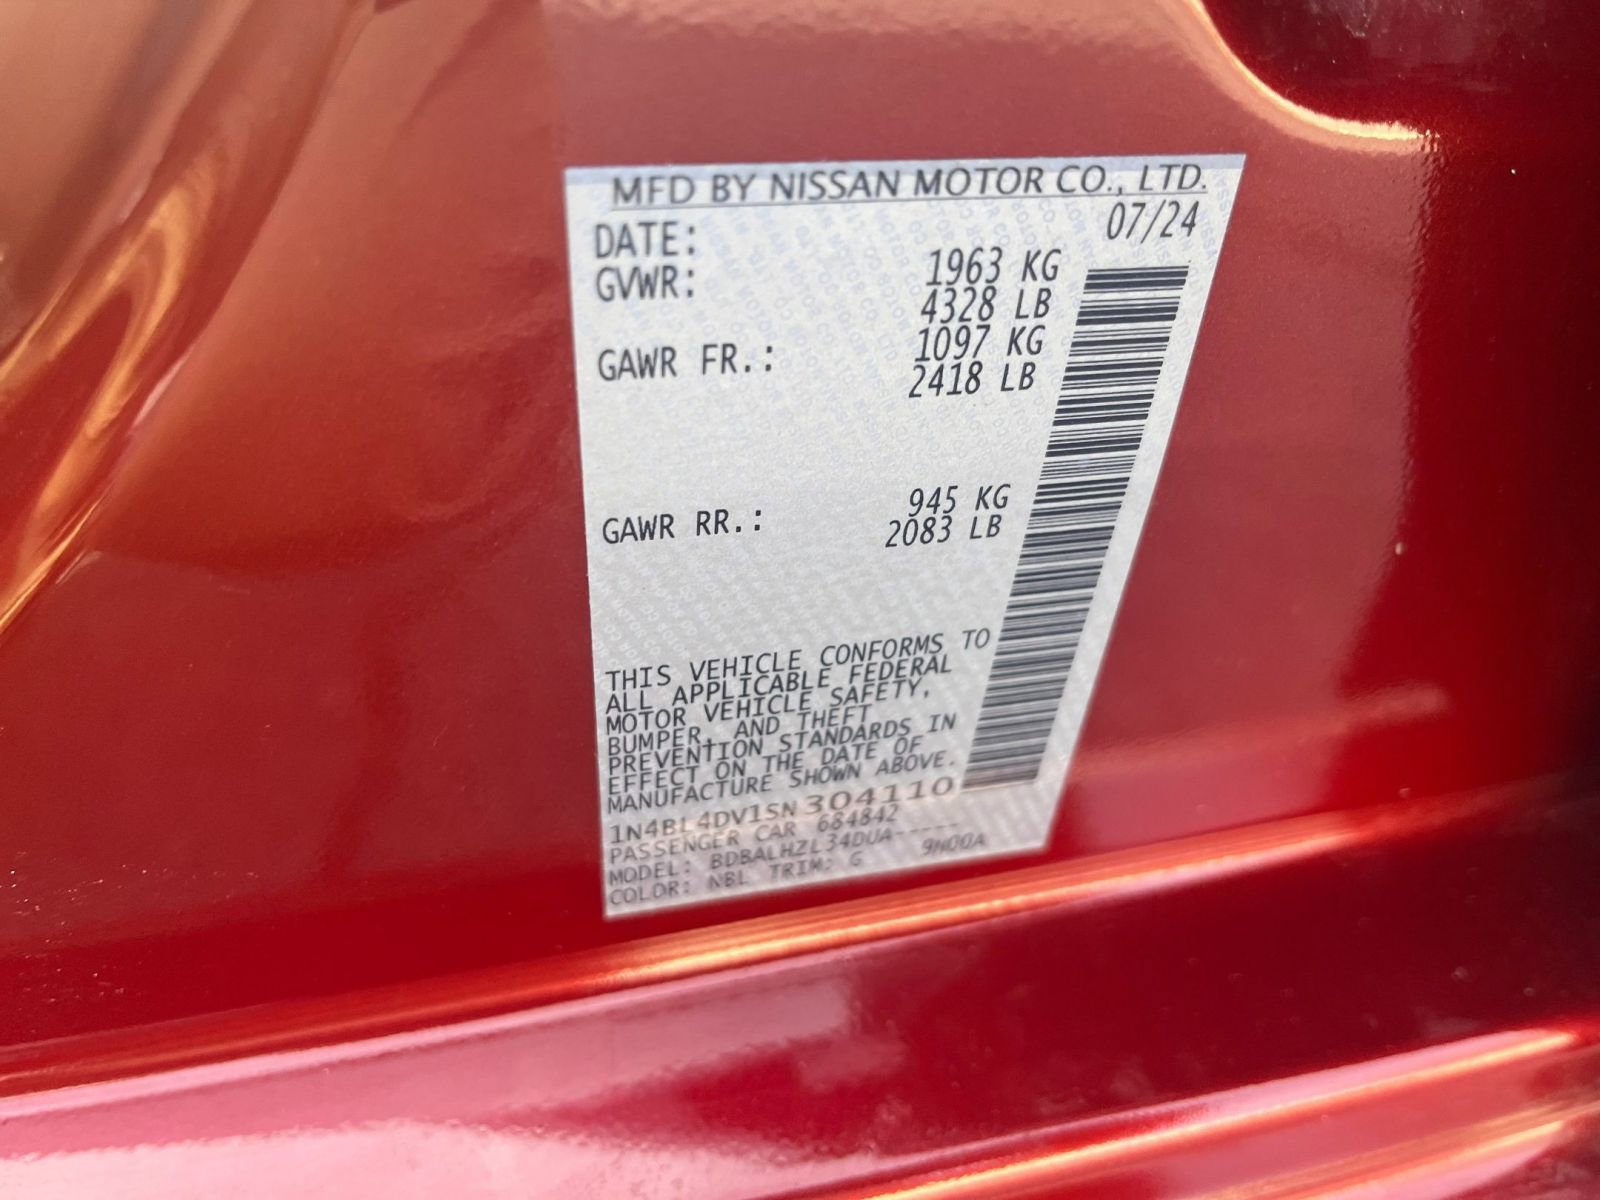 MFD BY NISSAN MOTOR CO., LTD.
DATE: 07/24
GVWR: 1963 KG
4328 LB
GAWR FR.: 1097 KG
2418 LB
GAWR RR.: 945 KG
2083 LB
THIS VEHICLE CONFORMS TO
ALL APPLICABLE FEDERAL
MOTOR VEHICLE SAFETY,
BUMPER, AND THEFT
PREVENTION STANDARDS IN
EFFECT ON THE DATE OF
MANUFACTURE SHOWN ABOVE.
1N4BL4DV1SN304110
PASSENGER CAR 684842
MODEL: BDBALHZL34DUA------
COLOR: NBL TRIM: G 9N00A